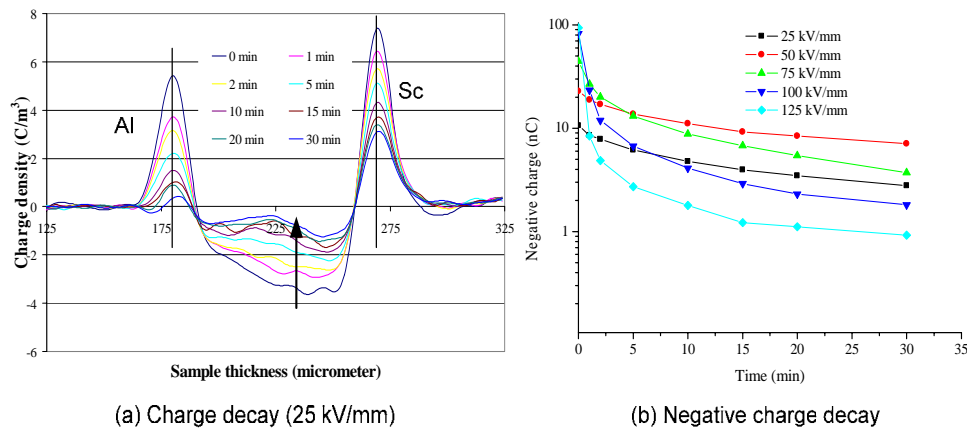 8
6
4
2
0
-2
-4
-6
125
175
225
275
325
Charge density (C/m³)
Sample thickness (micrometer)
Al
Sc
0 min
1 min
2 min
5 min
10 min
15 min
20 min
30 min
(a) Charge decay (25 kV/mm)
100
10
1
0
5
10
15
20
25
30
35
Negative charge (nC)
Time (min)
25 kV/mm
50 kV/mm
75 kV/mm
100 kV/mm
125 kV/mm
(b) Negative charge decay